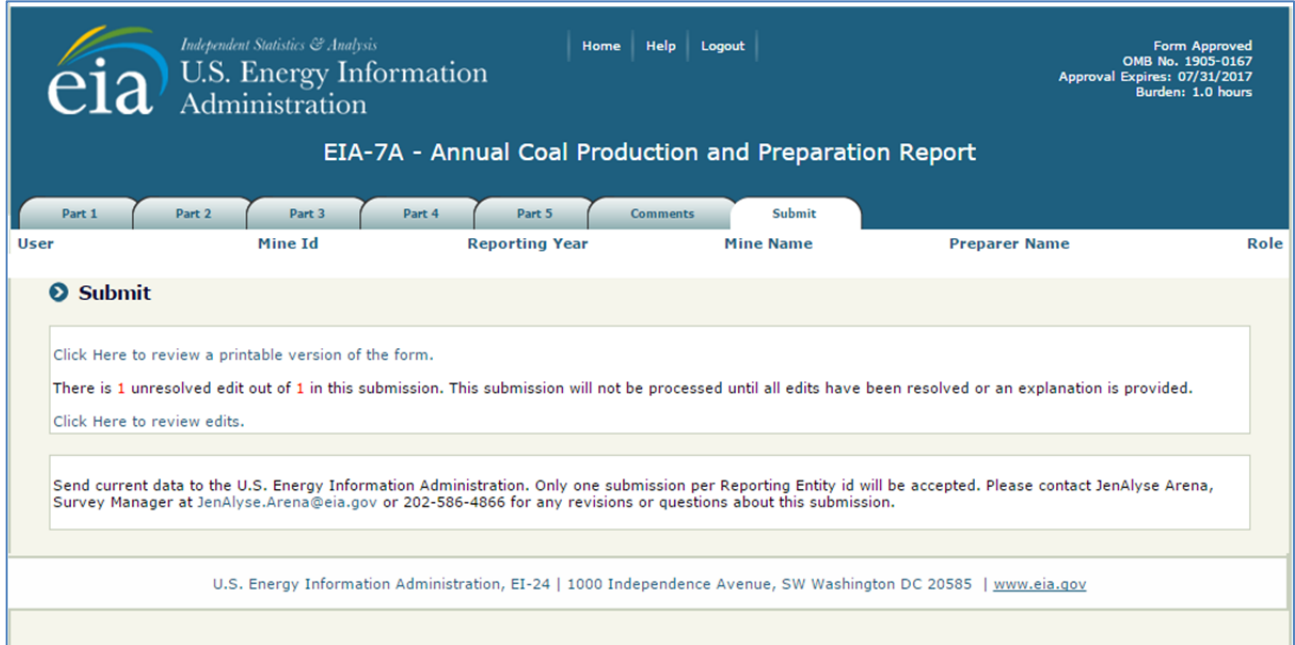 Independent Statistics & Analysis
eia
U.S. Energy Information
Administration
Home
Help
Logout
Form Approved
OMB No. 1905-0167
Approval Expires: 07/31/2017
Burden: 1.0 hours
EIA-7A - Annual Coal Production and Preparation Report
Part 1
Part 2
Part 3
Part 4
Part 5
Comments
Submit
User
Mine Id
Reporting Year
Mine Name
Preparer Name
Role
Submit
Click Here to review a printable version of the form.
There is 1 unresolved edit out of 1 in this submission. This submission will not be processed until all edits have been resolved or an explanation is provided.
Click Here to review edits.
Send current data to the U.S. Energy Information Administration. Only one submission per Reporting Entity id will be accepted. Please contact JenAlyse Arena,
Survey Manager at JenAlyse.Arena@eia.gov or 202-586-4866 for any revisions or questions about this submission.
U.S. Energy Information Administration, EI-24 | 1000 Independence Avenue, SW Washington DC 20585 | www.eia.gov